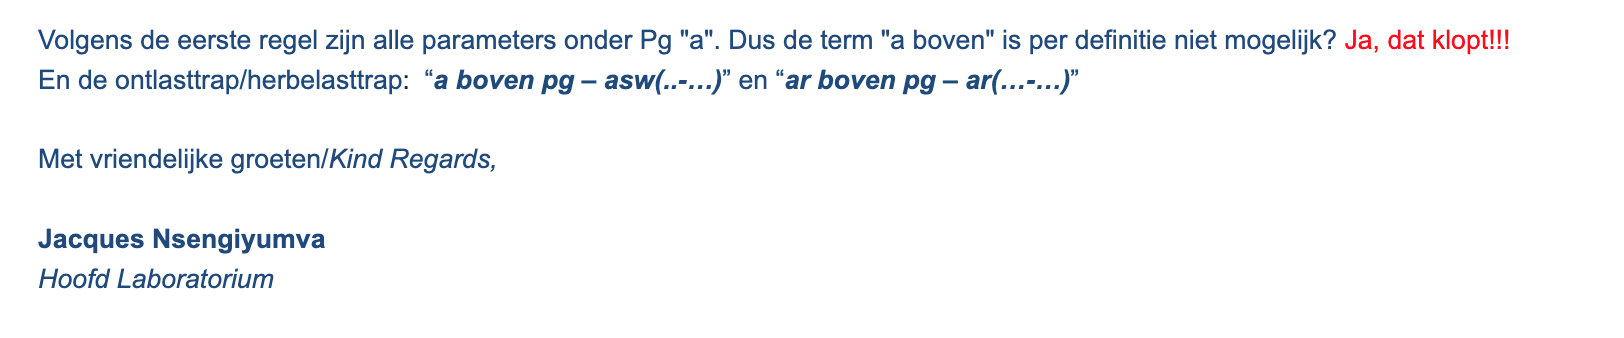 Volgens de eerste regel zijn alle parameters onder Pg "a". Dus de term "a boven" is per definitie niet mogelijk? Ja, dat klopt!!!
En de ontlasttrap/herbelasttrap:  “a boven pg – asw(..-…)” en “ar boven pg – ar(…-…)”
Met vriendelijke groeten/Kind Regards,
Jacques Nsengiyumva
Hoofd Laboratorium